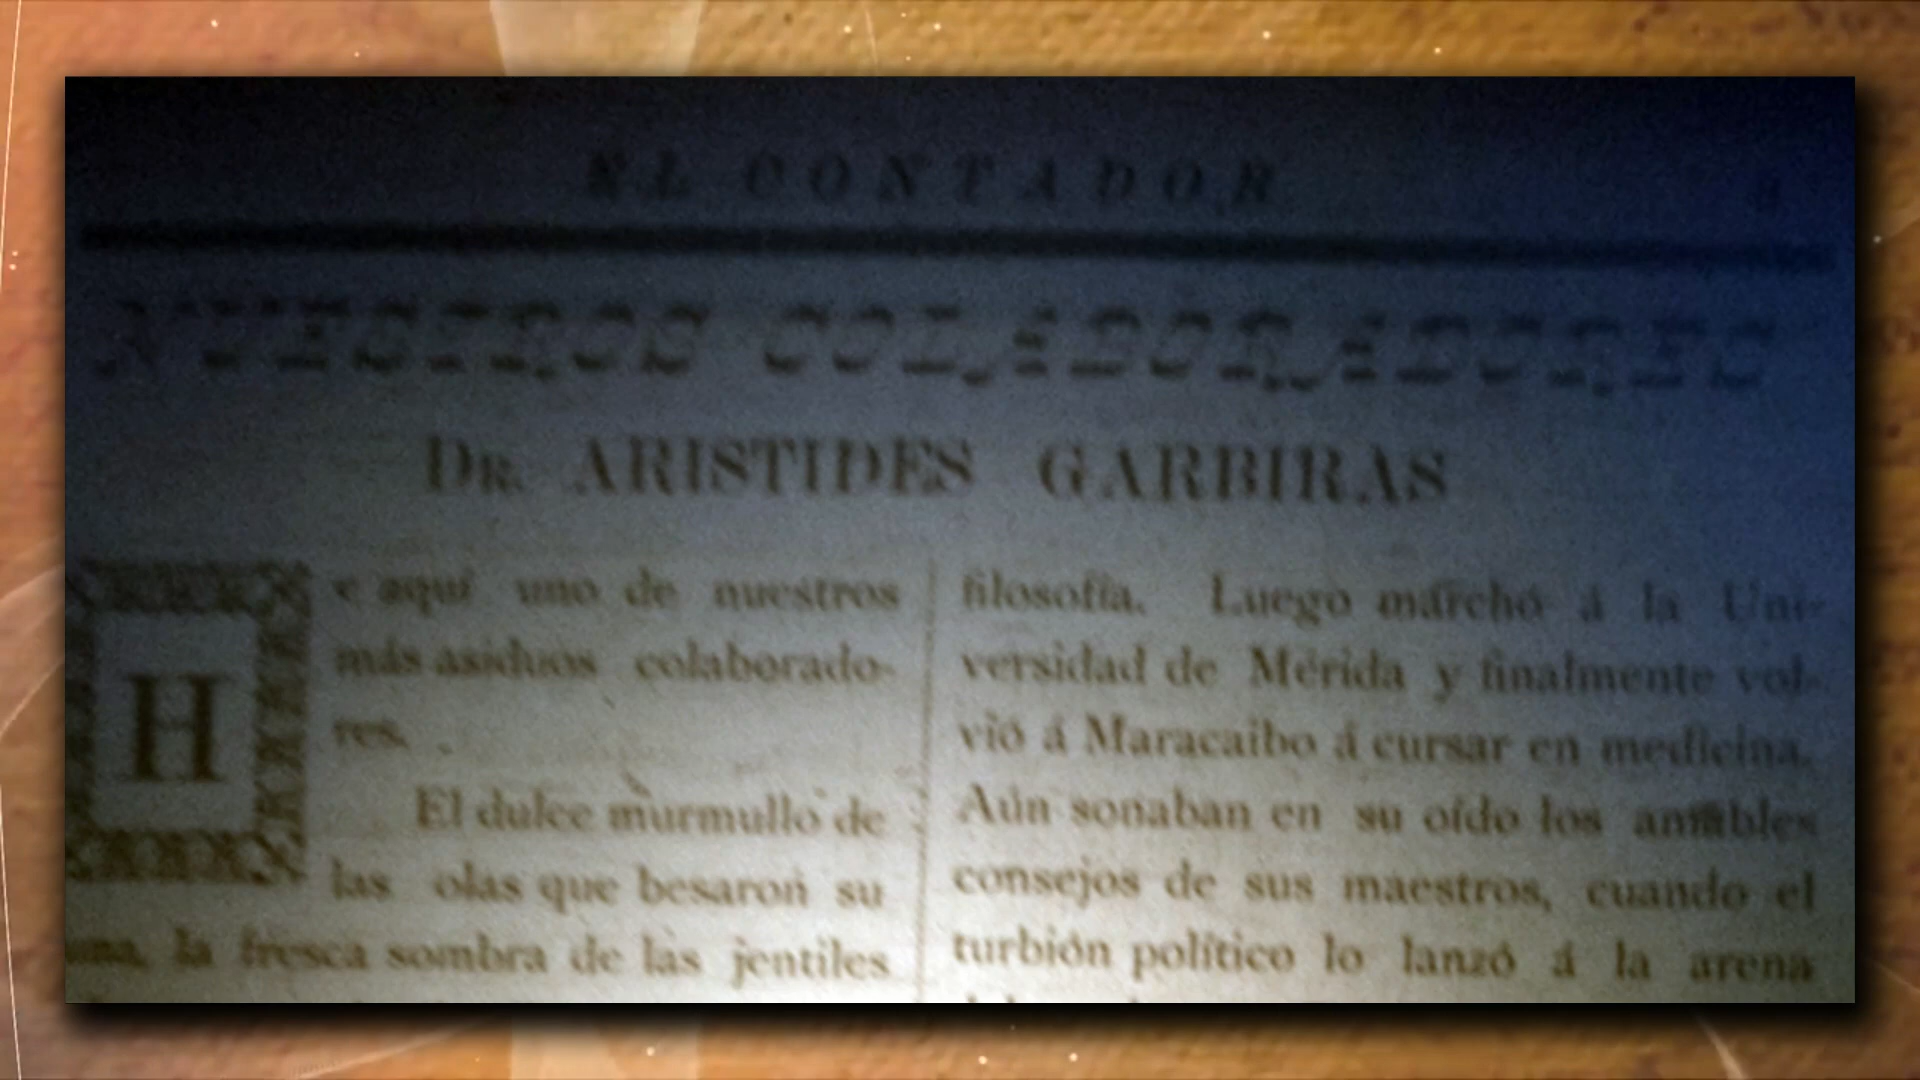 EL CONTADOR
NUESTROS COLABORADORES
DR. ARISTIDES GARBIRAS
He aquí uno de nuestros
más asiduos colaborado-
res.
El dulce murmullo de
las olas que besaron su
la fresca sombra de las jentiles
filosofía. Luego marchó á la Uni-
versidad de Mérida y finalmente vol-
vió á Maracaibo á cursar en medicina.
Aún sonaban en su oído los amables
consejos de sus maestros, cuando el
turbión político lo lanzó á la arena